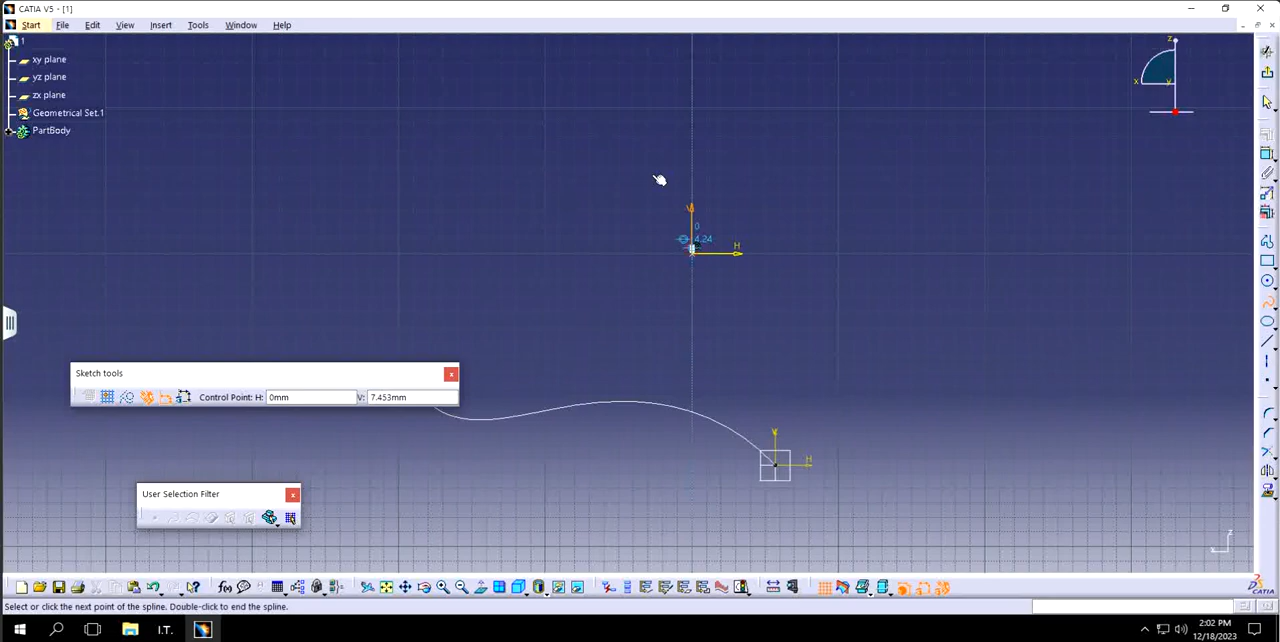 CATIA V5 - [1]
Start File Edit View Insert Tools Window Help
1
xy plane
yz plane
zx plane
Geometrical Set.1
PartBody
z
x
y
V
0
4.24
H
Sketch tools
Control Point: H: 0mm V: 7.453mm
V
H
User Selection Filter
z
x
f(x)
CATIA
Select or click the next point of the spline. Double-click to end the spline.
I.T.
2:02 PM
12/18/2023